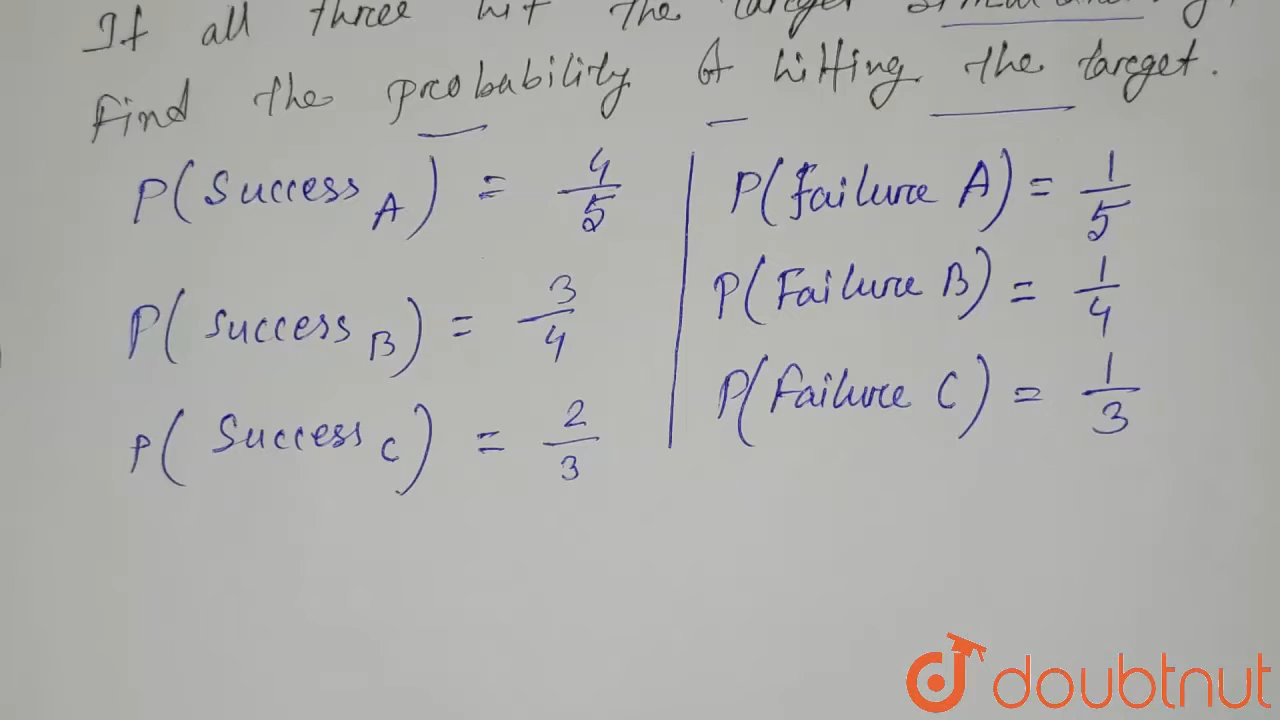 If all three hit the target
Find the probability of hitting the target.
P(Success A) = 4/5
P(success B) = 3/4
P(Success C) = 2/3
P(failure A) = 1/5
P(Failure B) = 1/4
P(Failure C) = 1/3
doubtnut